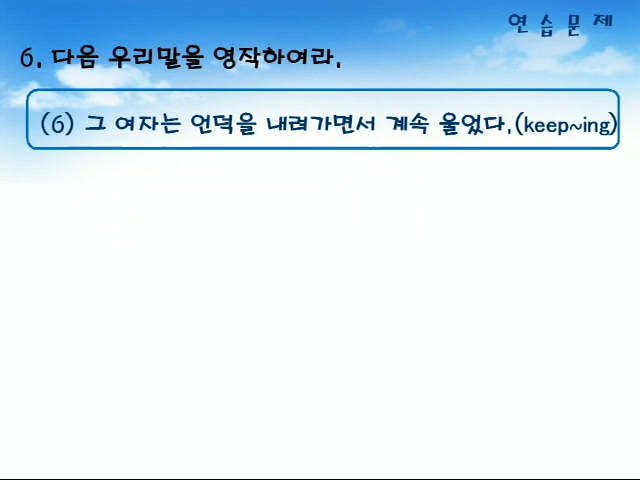 연 습 문 제
6. 다음 우리말을 영작하여라.
(6) 그 여자는 언덕을 내려가면서 계속 울었다.(keep~ing)